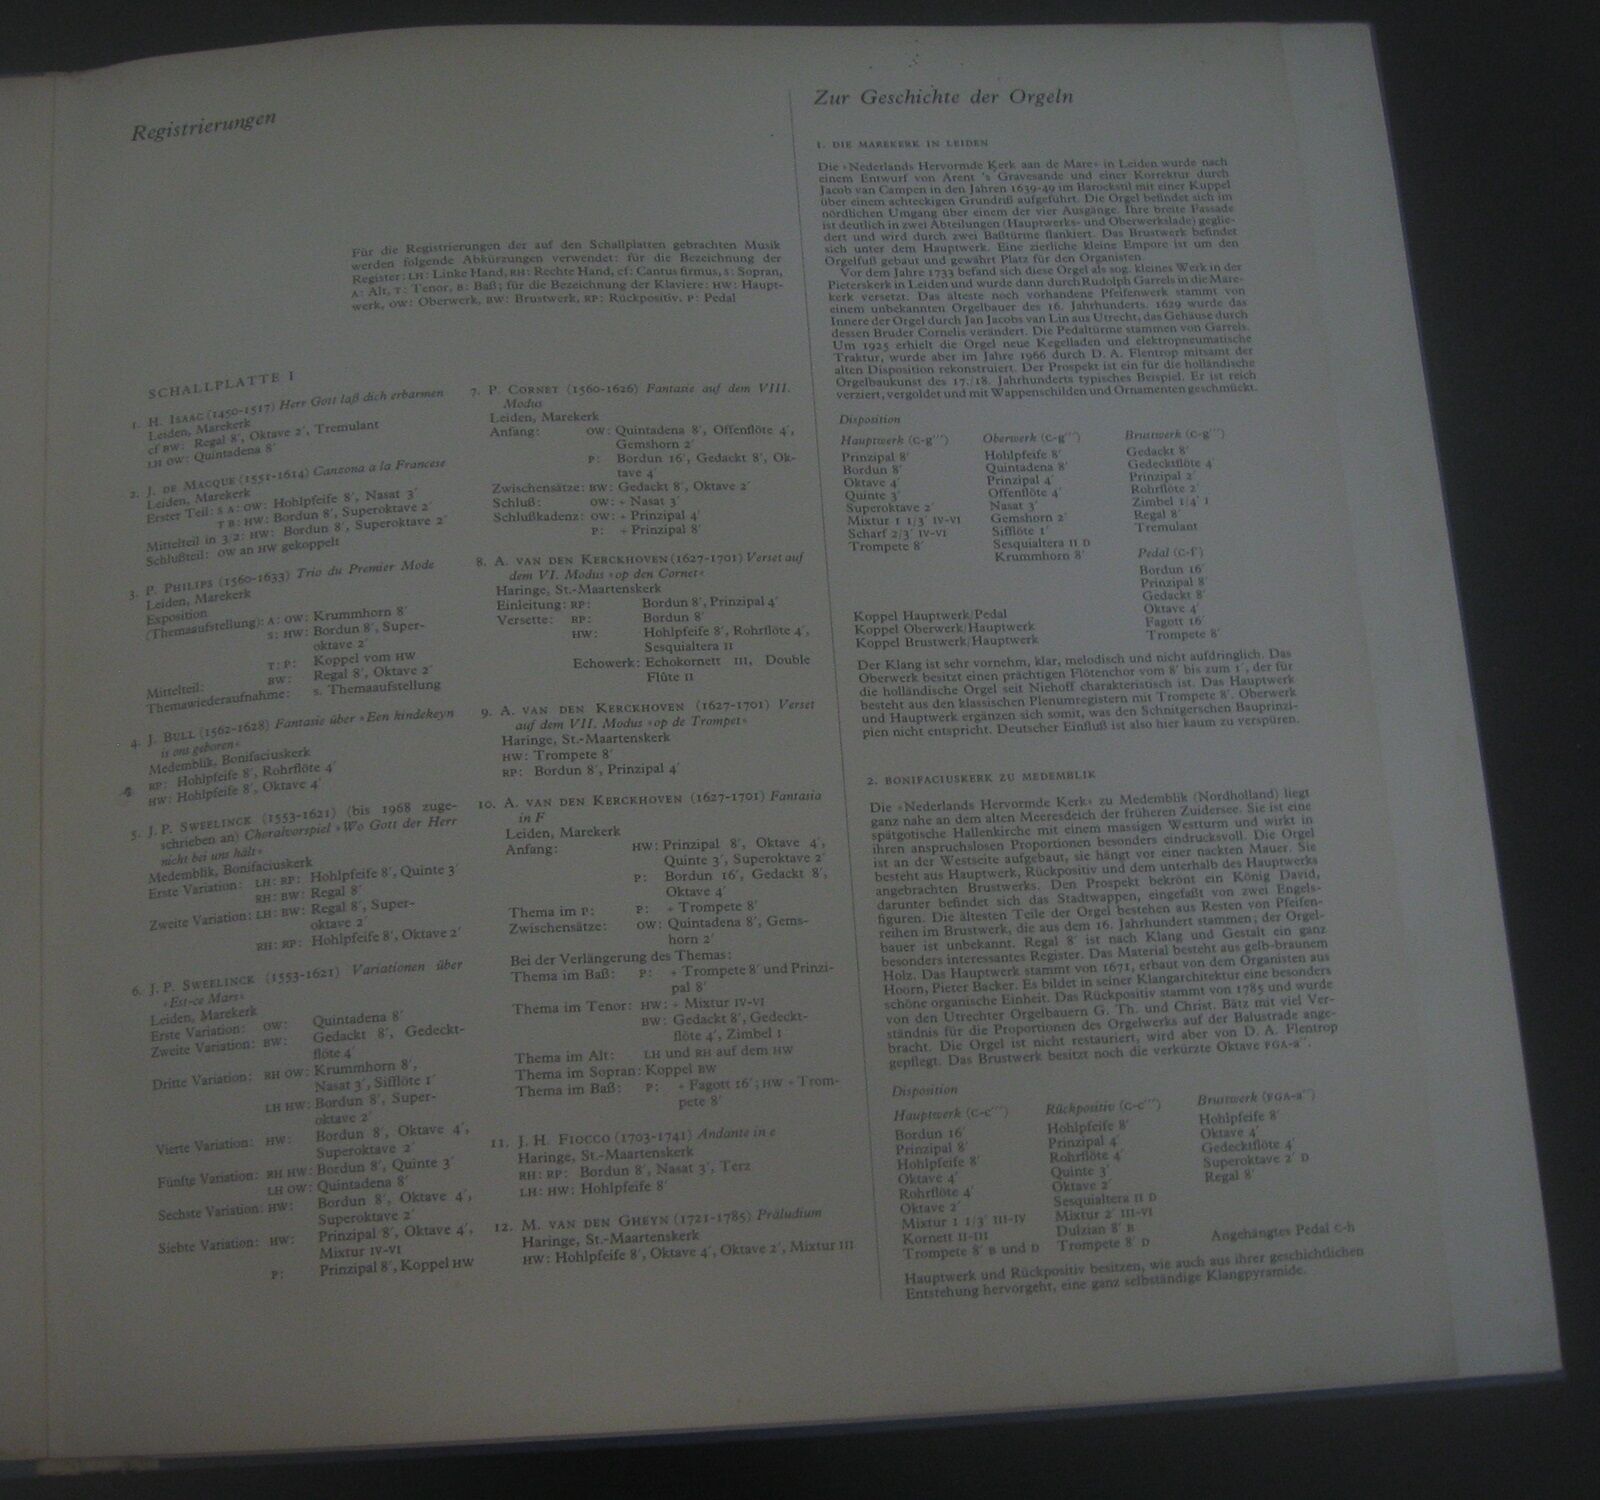 Registrierungen
Für die Registrierungen der auf den Schallplatten gebrachten Musik
werden folgende Abkürzungen verwendet: für die Bezeichnung der
Register: LH: Linke Hand, RH: Rechte Hand, cf: Cantus firmus, S: Sopran,
A: Alt, T: Tenor, B: Baß; für die Bezeichnung der Klaviere: HW: Haupt-
werk, OW: Oberwerk, BW: Brustwerk, RP: Rückpositiv, P: Pedal
SCHALLPLATTE I
1. H. ISAAC (1450-1517) Herr Gott laß dich erbarmen
Leiden, Marekerk
cf BW: Regal 8′, Oktave 2′, Tremulant
LH OW: Quintadena 8′
2. J. DE MACQUE (1551-1614) Canzona à la Francese
Leiden, Marekerk
Erster Teil: S A: OW: Hohlpfeife 8′, Nasat 3′
T B: HW: Bordun 8′, Superoktave 2′
Mittelteil in 3/2: HW: Bordun 8′, Superoktave 2′
Schlußteil: OW an HW gekoppelt
3. P. PHILIPS (1560-1633) Trio du Premier Mode
Leiden, Marekerk
Exposition
(Themaaufstellung): A: OW: Krummhorn 8′
S: HW: Bordun 8′, Super-
oktave 2′
T: P: Koppel vom HW
Mittelteil: BW: Regal 8′, Oktave 2′
Themawiederaufnahme: s. Themaaufstellung
4. J. BULL (1562-1628) Fantasie über »Een kindekeyn
is ons geboren«
Medemblik, Bonifaciuskerk
RP: Hohlpfeife 8′, Rohrflöte 4′
HW: Hohlpfeife 8′, Oktave 4′
5. J. P. SWEELINCK (1553-1621) (bis 1968 zuge-
schrieben an) Choralvorspiel »Wo Gott der Herr
nicht bei uns hält«
Medemblik, Bonifaciuskerk
Erste Variation: LH: RP: Hohlpfeife 8′, Quinte 3′
RH: BW: Regal 8′
Zweite Variation: LH: BW: Regal 8′, Super-
oktave 2′
RH: RP: Hohlpfeife 8′, Oktave 2′
6. J. P. SWEELINCK (1553-1621) Variationen über
»Est-ce Mars«
Leiden, Marekerk
Erste Variation: OW: Quintadena 8′
Zweite Variation: BW: Gedackt 8′, Gedeckt-
flöte 4′
Dritte Variation: RH OW: Krummhorn 8′,
Nasat 3′, Sifflöte 1′
LH HW: Bordun 8′, Super-
oktave 2′
Vierte Variation: HW: Bordun 8′, Oktave 4′,
Superoktave 2′
Fünfte Variation: RH HW: Bordun 8′, Quinte 3′
LH OW: Quintadena 8′
Sechste Variation: HW: Bordun 8′, Oktave 4′,
Superoktave 2′
Siebte Variation: HW: Prinzipal 8′, Oktave 4′,
Mixtur IV-VI
P: Prinzipal 8′, Koppel HW
7. P. CORNET (1560-1626) Fantasie auf dem VIII.
Modus
Leiden, Marekerk
Anfang: OW: Quintadena 8′, Offenflöte 4′,
Gemshorn 2′
P: Bordun 16′, Gedackt 8′, Ok-
tave 4′
Zwischensätze: BW: Gedackt 8′, Oktave 2′
Schluß: OW: + Nasat 3′
Schlußkadenz: OW: + Prinzipal 4′
P: + Prinzipal 8′
8. A. VAN DEN KERCKHOVEN (1627-1701) Verset auf
dem VI. Modus »op den Cornet«
Haringe, St.-Maartenskerk
Einleitung: RP: Bordun 8′, Prinzipal 4′
Versette: RP: Bordun 8′
HW: Hohlpfeife 8′, Rohrflöte 4′,
Sesquialtera II
Echowerk: Echokornett III, Double
Flûte II
9. A. VAN DEN KERCKHOVEN (1627-1701) Verset
auf dem VII. Modus »op de Trompet«
Haringe, St.-Maartenskerk
HW: Trompete 8′
RP: Bordun 8′, Prinzipal 4′
10. A. VAN DEN KERCKHOVEN (1627-1701) Fantasia
in F
Leiden, Marekerk
Anfang: HW: Prinzipal 8′, Oktave 4′,
Quinte 3′, Superoktave 2′
P: Bordun 16′, Gedackt 8′,
Oktave 4′
Thema im P: P: + Trompete 8′
Zwischensätze: OW: Quintadena 8′, Gems-
horn 2′
Bei der Verlängerung des Themas:
Thema im Baß: P: + Trompete 8′ und Prinzi-
pal 8′
Thema im Tenor: HW: + Mixtur IV-VI
BW: Gedackt 8′, Gedeckt-
flöte 4′, Zimbel I
Thema im Alt: LH und RH auf dem HW
Thema im Sopran: Koppel BW
Thema im Baß: P: + Fagott 16′; HW + Trom-
pete 8′
11. J. H. FIOCCO (1703-1741) Andante in e
Haringe, St.-Maartenskerk
RH: RP: Bordun 8′, Nasat 3′, Terz
LH: HW: Hohlpfeife 8′
12. M. VAN DEN GHEYN (1721-1785) Präludium
Haringe, St.-Maartenskerk
HW: Hohlpfeife 8′, Oktave 4′, Oktave 2′, Mixtur III
Zur Geschichte der Orgeln
1. DIE MAREKERK IN LEIDEN
Die »Nederlands Hervormde Kerk aan de Mare« in Leiden wurde nach
einem Entwurf von Arent 's Gravesande und einer Korrektur durch
Jacob van Campen in den Jahren 1639-49 im Barockstil mit einer Kuppel
über einem achteckigen Grundriß aufgeführt. Die Orgel befindet sich im
nördlichen Umgang über einem der vier Ausgänge. Ihre breite Fassade
ist deutlich in zwei Abteilungen (Hauptwerks- und Oberwerkslade) geglie-
dert und wird durch zwei Baßtürme flankiert. Das Brustwerk befindet
sich unter dem Hauptwerk. Eine zierliche kleine Empore ist um den
Orgelfuß gebaut und gewährt Platz für den Organisten.
Vor dem Jahre 1733 befand sich diese Orgel als sog. kleines Werk in der
Pieterskerk in Leiden und wurde dann durch Rudolph Garrels in die Mare-
kerk versetzt. Das älteste noch vorhandene Pfeifenwerk stammt von
einem unbekannten Orgelbauer des 16. Jahrhunderts. 1629 wurde das
Innere der Orgel durch Jan Jacobs van Lin aus Utrecht, das Gehäuse durch
dessen Bruder Cornelis verändert. Die Pedaltürme stammen von Garrels.
Um 1925 erhielt die Orgel neue Kegelladen und elektropneumatische
Traktur, wurde aber im Jahre 1966 durch D. A. Flentrop mitsamt der
alten Disposition rekonstruiert. Der Prospekt ist ein für die holländische
Orgelbaukunst des 17./18. Jahrhunderts typisches Beispiel. Er ist reich
verziert, vergoldet und mit Wappenschilden und Ornamenten geschmückt.
Disposition
Hauptwerk (C-g′′′)
Prinzipal 8′
Bordun 8′
Oktave 4′
Quinte 3′
Superoktave 2′
Mixtur 1 1/3′ IV-VI
Scharf 2/3′ IV-VI
Trompete 8′
Oberwerk (C-g′′′)
Hohlpfeife 8′
Quintadena 8′
Prinzipal 4′
Offenflöte 4′
Nasat 3′
Gemshorn 2′
Sifflöte 1′
Sesquialtera II D
Krummhorn 8′
Brustwerk (C-g′′′)
Gedackt 8′
Gedecktflöte 4′
Prinzipal 2′
Rohrflöte 2′
Zimbel 1/4′ I
Regal 8′
Tremulant
Pedal (C-f′)
Bordun 16′
Prinzipal 8′
Gedackt 8′
Oktave 4′
Fagott 16′
Trompete 8′
Koppel Hauptwerk/Pedal
Koppel Oberwerk/Hauptwerk
Koppel Brustwerk/Hauptwerk
Der Klang ist sehr vornehm, klar, melodisch und nicht aufdringlich. Das
Oberwerk besitzt einen prächtigen Flötenchor vom 8′ bis zum 1′, der für
die holländische Orgel seit Niehoff charakteristisch ist. Das Hauptwerk
besteht aus den klassischen Plenumregistern mit Trompete 8′. Oberwerk
und Hauptwerk ergänzen sich somit, was den Schnitgerschen Bauprinzi-
pien nicht entspricht. Deutscher Einfluß ist also hier kaum zu verspüren.
2. BONIFACIUSKERK ZU MEDEMBLIK
Die »Nederlands Hervormde Kerk« zu Medemblik (Nordholland) liegt
ganz nahe an dem alten Meeresdeich der früheren Zuidersee. Sie ist eine
spätgotische Hallenkirche mit einem massigen Westturm und wirkt in
ihren anspruchslosen Proportionen besonders eindrucksvoll. Die Orgel
ist an der Westseite aufgebaut, sie hängt vor einer nackten Mauer. Sie
besteht aus Hauptwerk, Rückpositiv und dem unterhalb des Hauptwerks
angebrachten Brustwerks. Den Prospekt bekrönt ein König David,
darunter befindet sich das Stadtwappen, eingefaßt von zwei Engels-
figuren. Die ältesten Teile der Orgel bestehen aus Resten von Pfeifen-
reihen im Brustwerk, die aus dem 16. Jahrhundert stammen; der Orgel-
bauer ist unbekannt. Regal 8′ ist nach Klang und Gestalt ein ganz
besonders interessantes Register. Das Material besteht aus gelb-braunem
Holz. Das Hauptwerk stammt von 1671, erbaut von dem Organisten aus
Hoorn, Pieter Backer. Es bildet in seiner Klangarchitektur eine besonders
schöne organische Einheit. Das Rückpositiv stammt von 1785 und wurde
von den Utrechter Orgelbauern G. Th. und Christ. Bätz mit viel Ver-
ständnis für die Proportionen des Orgelwerks auf der Balustrade ange-
bracht. Die Orgel ist nicht restauriert, wird aber von D. A. Flentrop
gepflegt. Das Brustwerk besitzt noch die verkürzte Oktave FGA-a′′.
Disposition
Hauptwerk (C-c′′′)
Bordun 16′
Prinzipal 8′
Hohlpfeife 8′
Oktave 4′
Rohrflöte 4′
Oktave 2′
Mixtur 1 1/3′ III-IV
Kornett II-III
Trompete 8′ B und D
Rückpositiv (C-c′′′)
Hohlpfeife 8′
Prinzipal 4′
Rohrflöte 4′
Quinte 3′
Oktave 2′
Sesquialtera II D
Mixtur 2′ III-VI
Dulzian 8′ B
Trompete 8′ D
Brustwerk (FGA-a′′)
Hohlpfeife 8′
Oktave 4′
Gedecktflöte 4′
Superoktave 2′ D
Regal 8′
Angehängtes Pedal C-h
Hauptwerk und Rückpositiv besitzen, wie auch aus ihrer geschichtlichen
Entstehung hervorgeht, eine ganz selbständige Klangpyramide.